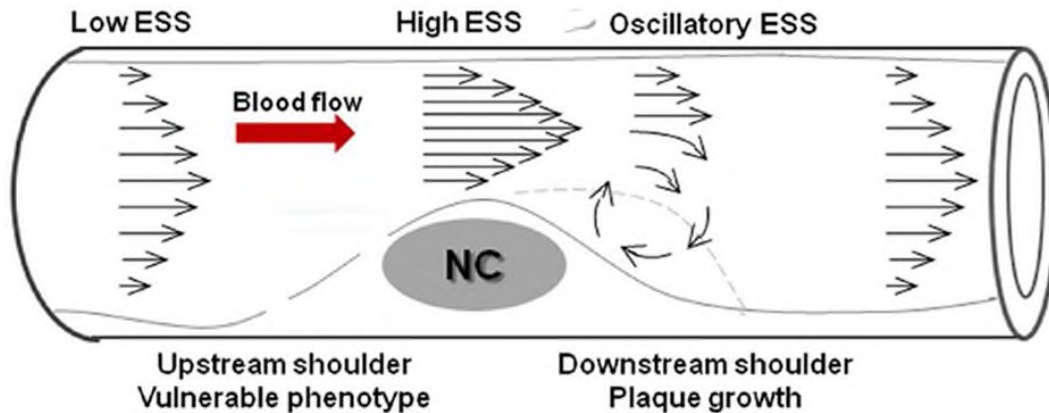 Low ESS
High ESS
Oscillatory ESS
Blood flow
NC
Upstream shoulder
Vulnerable phenotype
Downstream shoulder
Plaque growth